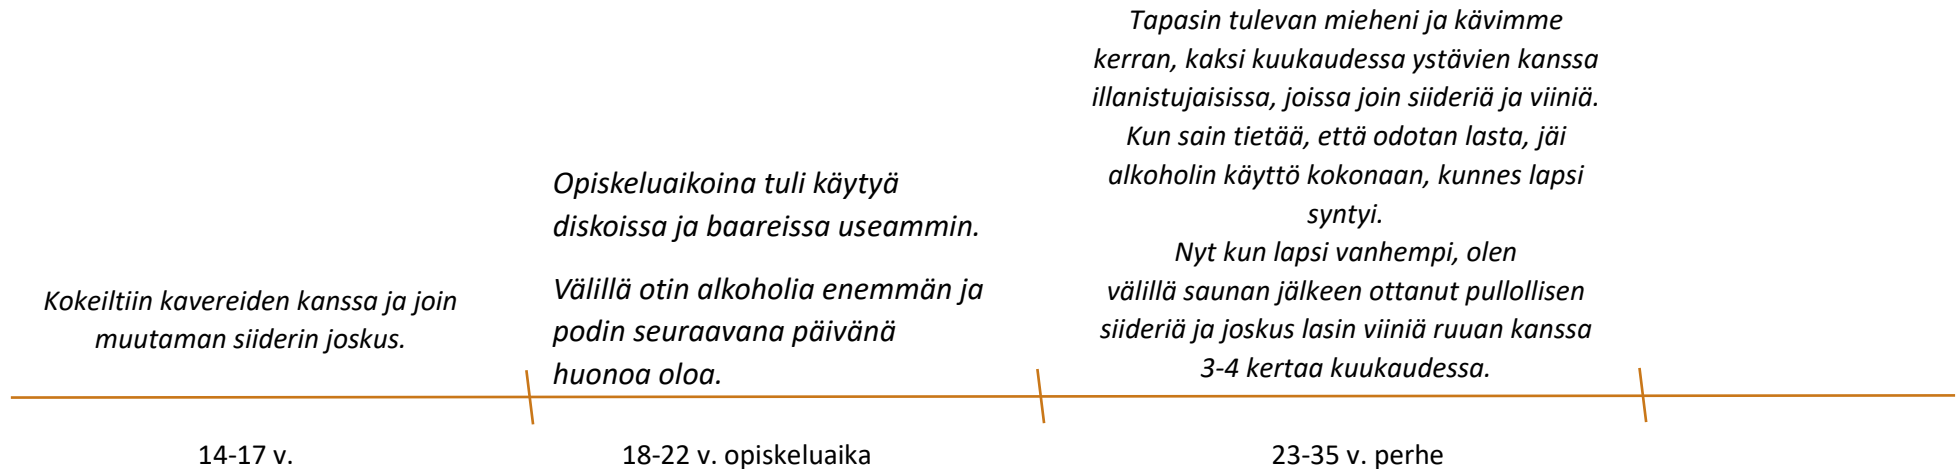 Kokeiltiin kavereiden kanssa ja join
muutaman siiderin joskus.
Opiskeluaikoina tuli käytyä
diskoissa ja baareissa useammin.
Välillä otin alkoholia enemmän ja
podin seuraavana päivänä
huonoa oloa.
Tapasin tulevan mieheni ja kävimme
kerran, kaksi kuukaudessa ystävien kanssa
illanistujaisissa, joissa join siideriä ja viiniä.
Kun sain tietää, että odotan lasta, jäi
alkoholin käyttö kokonaan, kunnes lapsi
syntyi.
Nyt kun lapsi vanhempi, olen
välillä saunan jälkeen ottanut pullollisen
siideriä ja joskus lasin viiniä ruuan kanssa
3-4 kertaa kuukaudessa.
14-17 v.
18-22 v. opiskeluaika
23-35 v. perhe